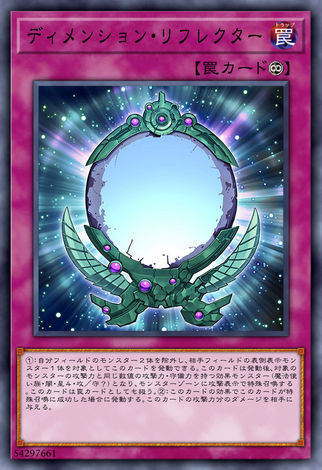 ディメンション・リフレクター
トラップ
罠
【罠カード】
①:自分フィールドのモンスター２体を除外し、相手フィールドの表側表示モン
スター１体を対象としてこのカードを発動できる。このカードは発動後、対象の
モンスターの攻撃力と同じ数値の攻撃力・守備力を持つ効果モンスター(魔法使
い族・闇・星４・攻／守？)となり、モンスターゾーンに攻撃表示で特殊召喚する。
このカードは罠カードとしても扱う。②:このカードの効果でこのカードが特
殊召喚に成功した場合に発動する。このカードの攻撃力分のダメージを相手に
与える。
54297661